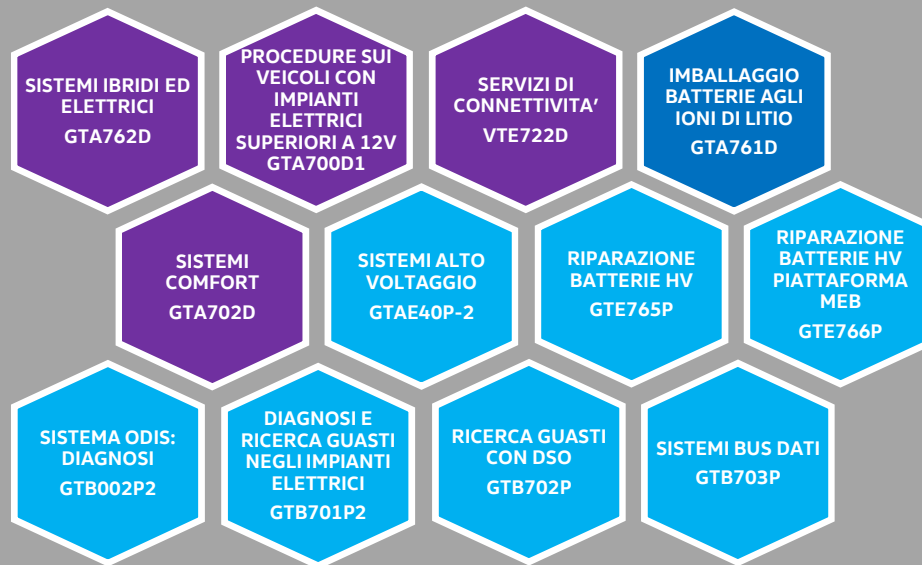 SISTEMI IBRIDI ED
ELETTRICI
GTA762D
PROCEDURE SUI
VEICOLI CON
IMPIANTI
ELETTRICI
SUPERIORI A 12V
GTA700D1
SERVIZI DI
CONNETTIVITA’
VTE722D
IMBALLAGGIO
BATTERIE AGLI
IONI DI LITIO
GTA761D
SISTEMI
COMFORT
GTA702D
SISTEMI ALTO
VOLTAGGIO
GTAE40P-2
RIPARAZIONE
BATTERIE HV
GTE765P
RIPARAZIONE
BATTERIE HV
PIATTAFORMA
MEB
GTE766P
SISTEMA ODIS:
DIAGNOSI
GTB002P2
DIAGNOSI E
RICERCA GUASTI
NEGLI IMPIANTI
ELETTRICI
GTB701P2
RICERCA GUASTI
CON DSO
GTB702P
SISTEMI BUS DATI
GTB703P